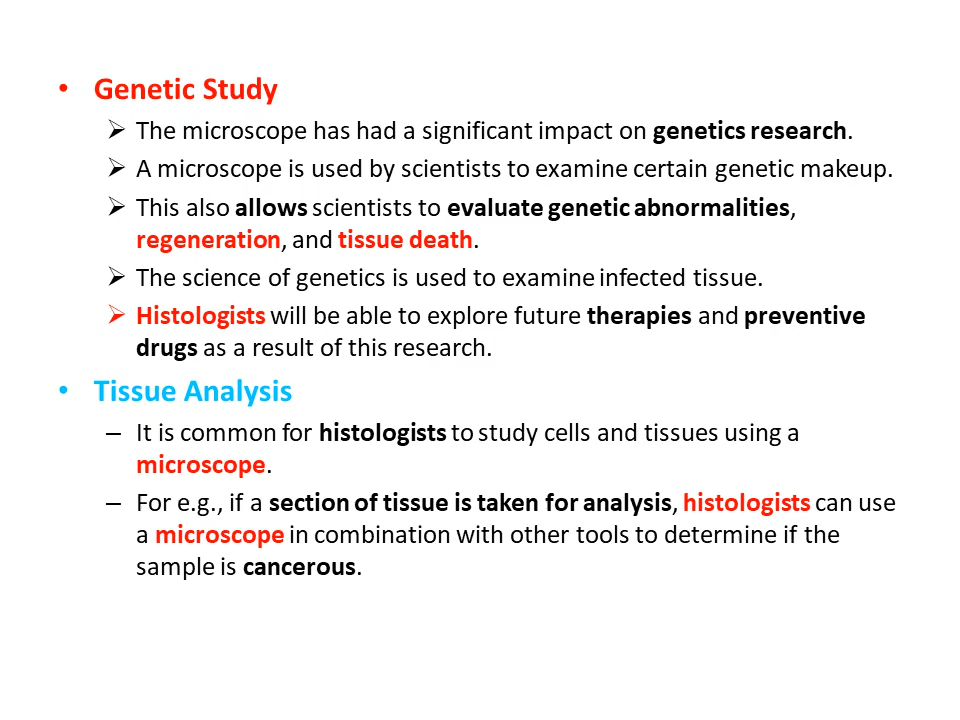 • Genetic Study
➢ The microscope has had a significant impact on genetics research.
➢ A microscope is used by scientists to examine certain genetic makeup.
➢ This also allows scientists to evaluate genetic abnormalities,
regeneration, and tissue death.
➢ The science of genetics is used to examine infected tissue.
➢ Histologists will be able to explore future therapies and preventive
drugs as a result of this research.
• Tissue Analysis
– It is common for histologists to study cells and tissues using a
microscope.
– For e.g., if a section of tissue is taken for analysis, histologists can use
a microscope in combination with other tools to determine if the
sample is cancerous.